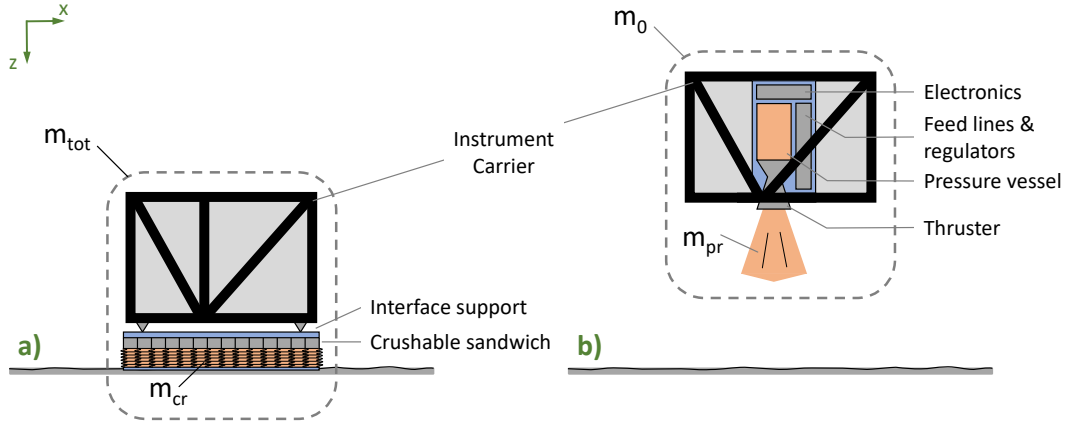 x
z
m_tot
Instrument
Carrier
Interface support
Crushable sandwich
m_cr
a)
m_0
Electronics
Feed lines &
regulators
Pressure vessel
Thruster
m_pr
b)